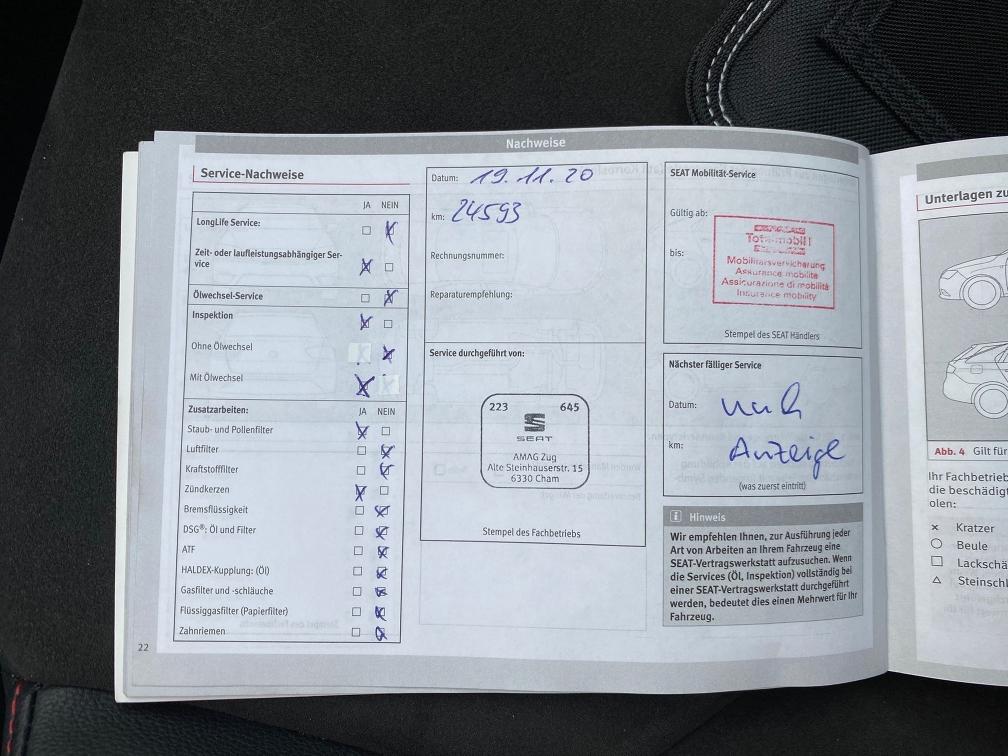 Nachweise
Service-Nachweise
JA NEIN
LongLife Service:
Zeit- oder laufleistungsabhängiger Ser-
vice
Ölwechsel-Service
Inspektion
Ohne Ölwechsel
Mit Ölwechsel
Zusatzarbeiten: JA NEIN
Staub- und Pollenfilter
Luftfilter
Kraftstofffilter
Zündkerzen
Bremsflüssigkeit
DSG®: Öl und Filter
ATF
HALDEX-Kupplung: (Öl)
Gasfilter und -schläuche
Flüssiggasfilter (Papierfilter)
Zahnriemen
22
Datum: 19.11.20
km: 24593
Rechnungsnummer:
Reparaturempfehlung:
Service durchgeführt von:
223 645
SEAT
AMAG Zug
Alte Steinhauserstr. 15
6330 Cham
Stempel des Fachbetriebs
SEAT Mobilität-Service
Gültig ab:
bis:
Mobilitätsversicherung
Assurance mobilité
Assicurazione di mobilità
Insurance mobility
Stempel des SEAT Händlers
Nächster fälliger Service
Datum: nach
km: Anzeige
(was zuerst eintritt)
i Hinweis
Wir empfehlen Ihnen, zur Ausführung jeder
Art von Arbeiten an Ihrem Fahrzeug eine
SEAT-Vertragswerkstatt aufzusuchen. Wenn
die Services (Öl, Inspektion) vollständig bei
einer SEAT-Vertragswerkstatt durchgeführt
werden, bedeutet dies einen Mehrwert für Ihr
Fahrzeug.
Unterlagen zu
Abb. 4 Gilt für
Ihr Fachbetrieb
die beschädigt
olen:
× Kratzer
Beule
Lackschä
Steinschl